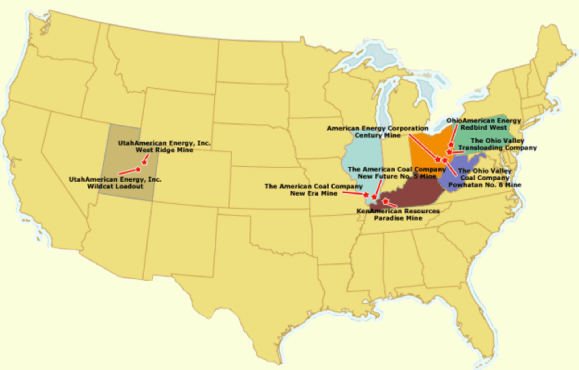 OhioAmerican Energy
Redbird West
American Energy Corporation
Century Mine
The Ohio Valley
Transloading Company
UtahAmerican Energy, Inc.
West Ridge Mine
The American Coal Company
New Future No. 5 Mine
The Ohio Valley
Coal Company
Powhatan No. 6 Mine
UtahAmerican Energy, Inc.
Wildcat Loadout
The American Coal Company
New Era Mine
KenAmerican Resources
Paradise Mine